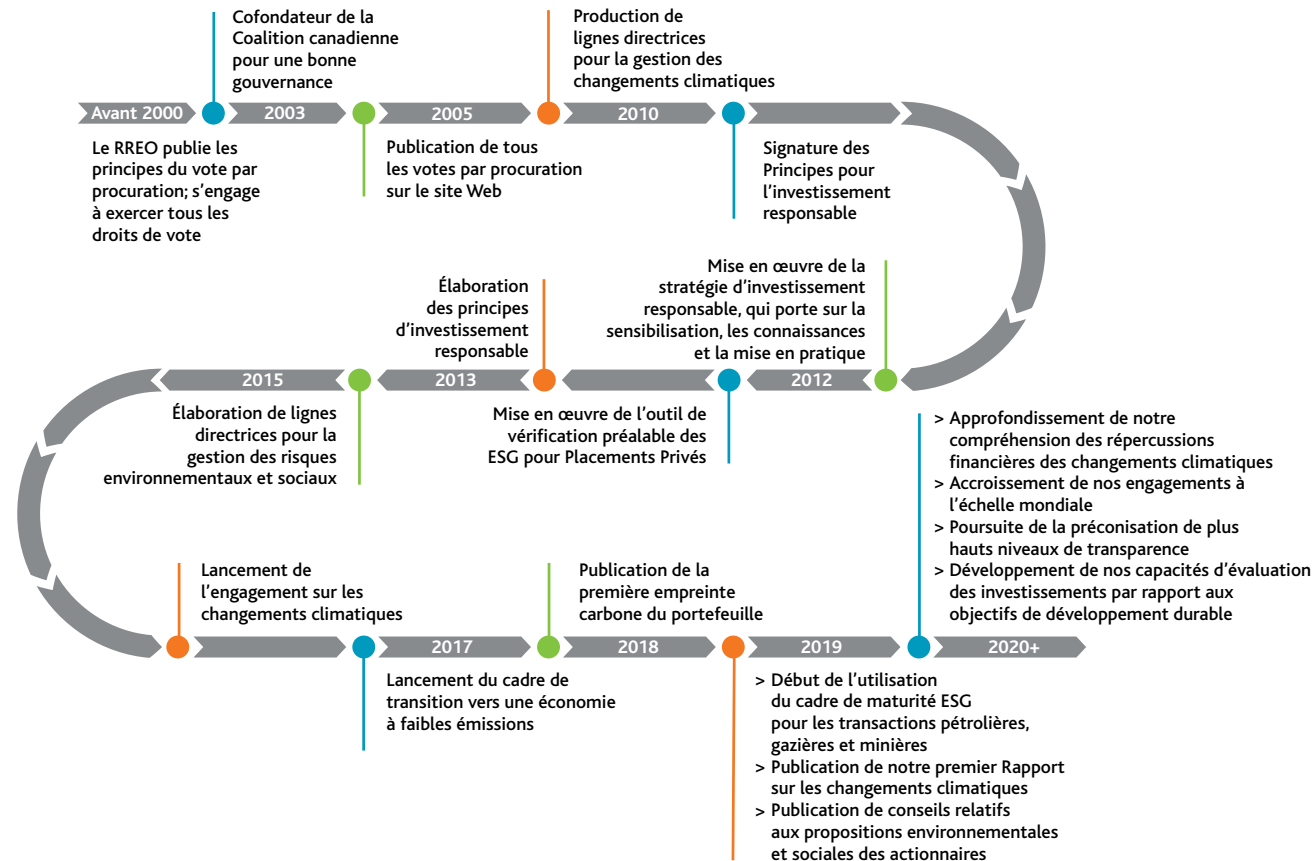 Cofondateur de la
Coalition canadienne
pour une bonne
gouvernance
Production de
lignes directrices
pour la gestion des
changements climatiques
Avant 2000
2003
2005
2010
Le RREO publie les
principes du vote par
procuration; s’engage
à exercer tous les
droits de vote
Publication de tous
les votes par procuration
sur le site Web
Signature des
Principes pour
l’investissement
responsable
Mise en œuvre de la
stratégie d’investissement
responsable, qui porte sur la
sensibilisation, les connaissances
et la mise en pratique
Élaboration
des principes
d’investissement
responsable
2015
2013
2012
Élaboration de lignes
directrices pour la
gestion des risques
environnementaux et sociaux
Mise en œuvre de l’outil de
vérification préalable des
ESG pour Placements Privés
> Approfondissement de notre
compréhension des répercussions
financières des changements climatiques
> Accroissement de nos engagements à
l’échelle mondiale
> Poursuite de la préconisation de plus
hauts niveaux de transparence
> Développement de nos capacités d’évaluation
des investissements par rapport aux
objectifs de développement durable
Lancement de
l’engagement sur les
changements climatiques
Publication de la
première empreinte
carbone du portefeuille
2017
2018
2019
2020+
Lancement du cadre de
transition vers une économie
à faibles émissions
> Début de l’utilisation
du cadre de maturité ESG
pour les transactions pétrolières,
gazières et minières
> Publication de notre premier Rapport
sur les changements climatiques
> Publication de conseils relatifs
aux propositions environnementales
et sociales des actionnaires